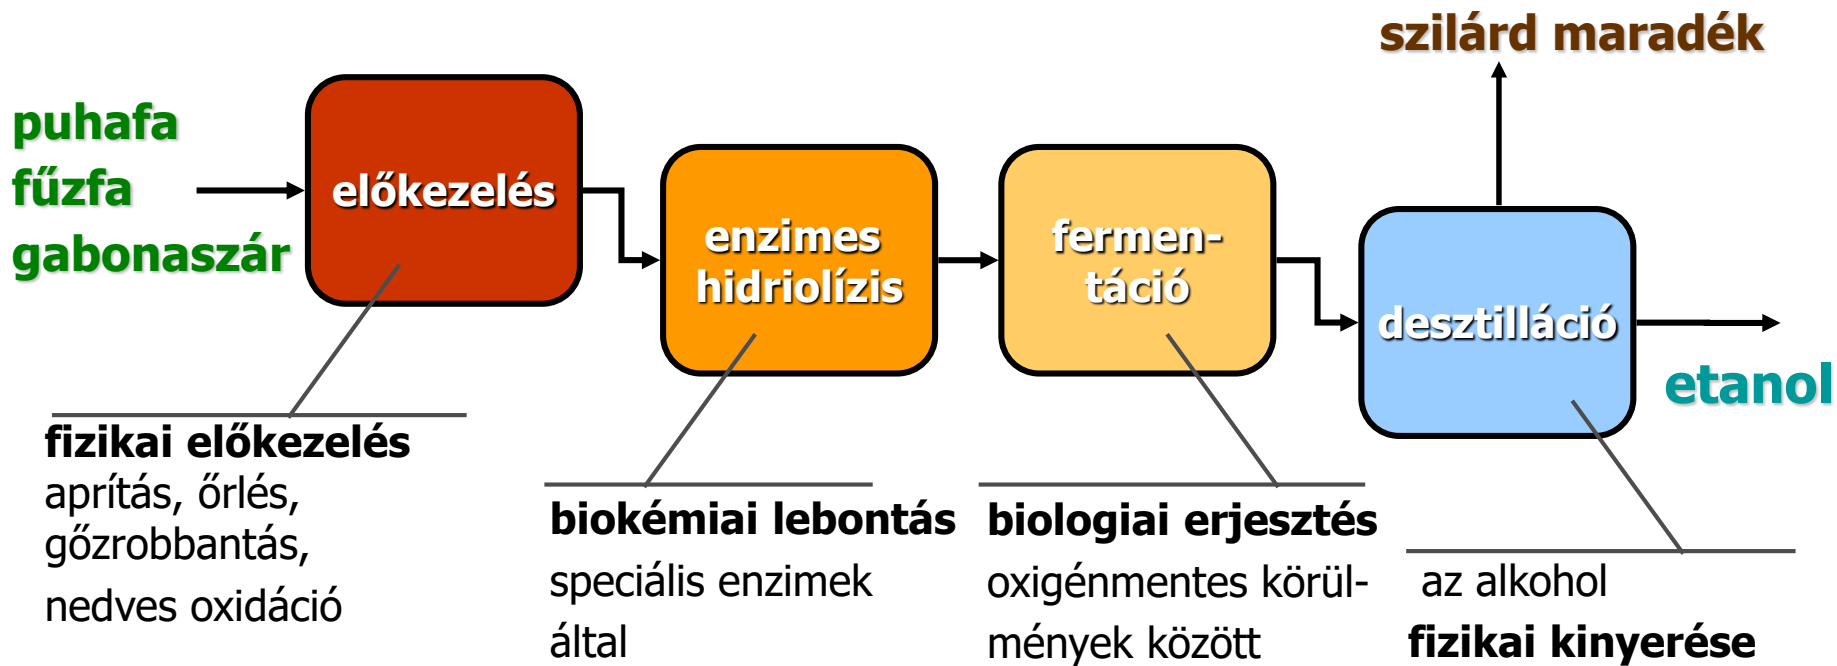 szilárd maradék
puhafa
fűzfa
gabonaszár
előkezelés
enzimes
hidriolízis
fermen-
táció
desztilláció
etanol
fizikai előkezelés
aprítás, őrlés,
gőzrobbantás,
nedves oxidáció
biokémiai lebontás
speciális enzimek
által
biologiai erjesztés
oxigénmentes körül-
mények között
az alkohol
fizikai kinyerése